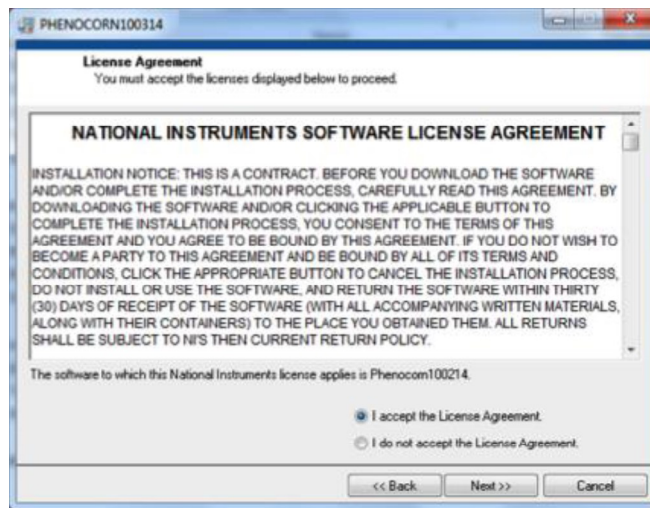 PHENOCORN100314
License Agreement
You must accept the licenses displayed below to proceed.
NATIONAL INSTRUMENTS SOFTWARE LICENSE AGREEMENT
INSTALLATION NOTICE: THIS IS A CONTRACT. BEFORE YOU DOWNLOAD THE SOFTWARE
AND/OR COMPLETE THE INSTALLATION PROCESS, CAREFULLY READ THIS AGREEMENT. BY
DOWNLOADING THE SOFTWARE AND/OR CLICKING THE APPLICABLE BUTTON TO
COMPLETE THE INSTALLATION PROCESS, YOU CONSENT TO THE TERMS OF THIS
AGREEMENT AND YOU AGREE TO BE BOUND BY THIS AGREEMENT. IF YOU DO NOT WISH TO
BECOME A PARTY TO THIS AGREEMENT AND BE BOUND BY ALL OF ITS TERMS AND
CONDITIONS, CLICK THE APPROPRIATE BUTTON TO CANCEL THE INSTALLATION PROCESS,
DO NOT INSTALL OR USE THE SOFTWARE, AND RETURN THE SOFTWARE WITHIN THIRTY
(30) DAYS OF RECEIPT OF THE SOFTWARE (WITH ALL ACCOMPANYING WRITTEN MATERIALS,
ALONG WITH THEIR CONTAINERS) TO THE PLACE YOU OBTAINED THEM. ALL RETURNS
SHALL BE SUBJECT TO NI'S THEN CURRENT RETURN POLICY.
The software to which this National Instruments license applies is Phenocorn100214.
I accept the License Agreement.
I do not accept the License Agreement.
<< Back
Next >>
Cancel